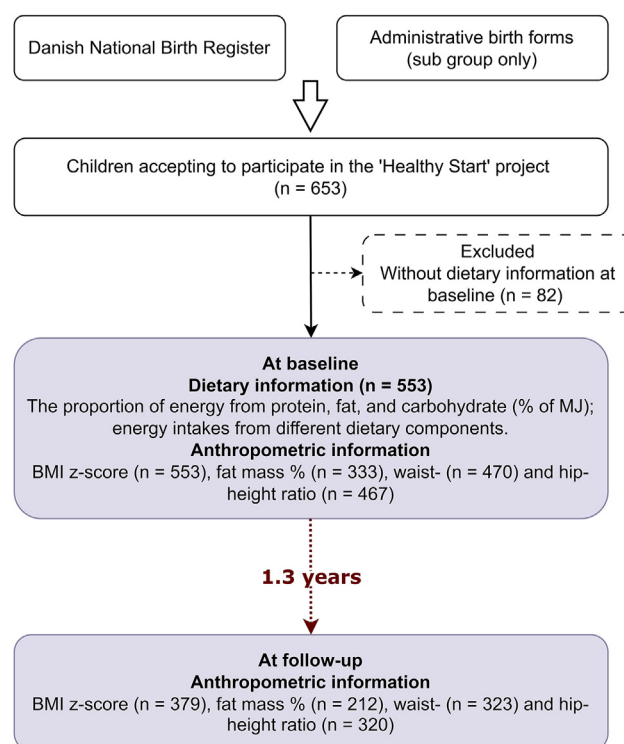 Danish National Birth Register
Administrative birth forms
(sub group only)
Children accepting to participate in the 'Healthy Start' project
(n = 653)
Excluded
Without dietary information at
baseline (n = 82)
At baseline
Dietary information (n = 553)
The proportion of energy from protein, fat, and carbohydrate (% of MJ);
energy intakes from different dietary components.
Anthropometric information
BMI z-score (n = 553), fat mass % (n = 333), waist- (n = 470) and hip-
height ratio (n = 467)
1.3 years
At follow-up
Anthropometric information
BMI z-score (n = 379), fat mass % (n = 212), waist- (n = 323) and hip-
height ratio (n = 320)